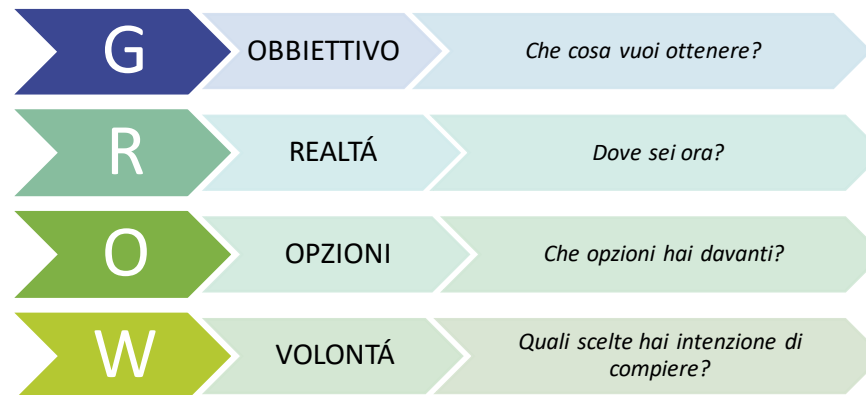 G
OBBIETTIVO
Che cosa vuoi ottenere?
R
REALTÁ
Dove sei ora?
O
OPZIONI
Che opzioni hai davanti?
W
VOLONTÁ
Quali scelte hai intenzione di
compiere?